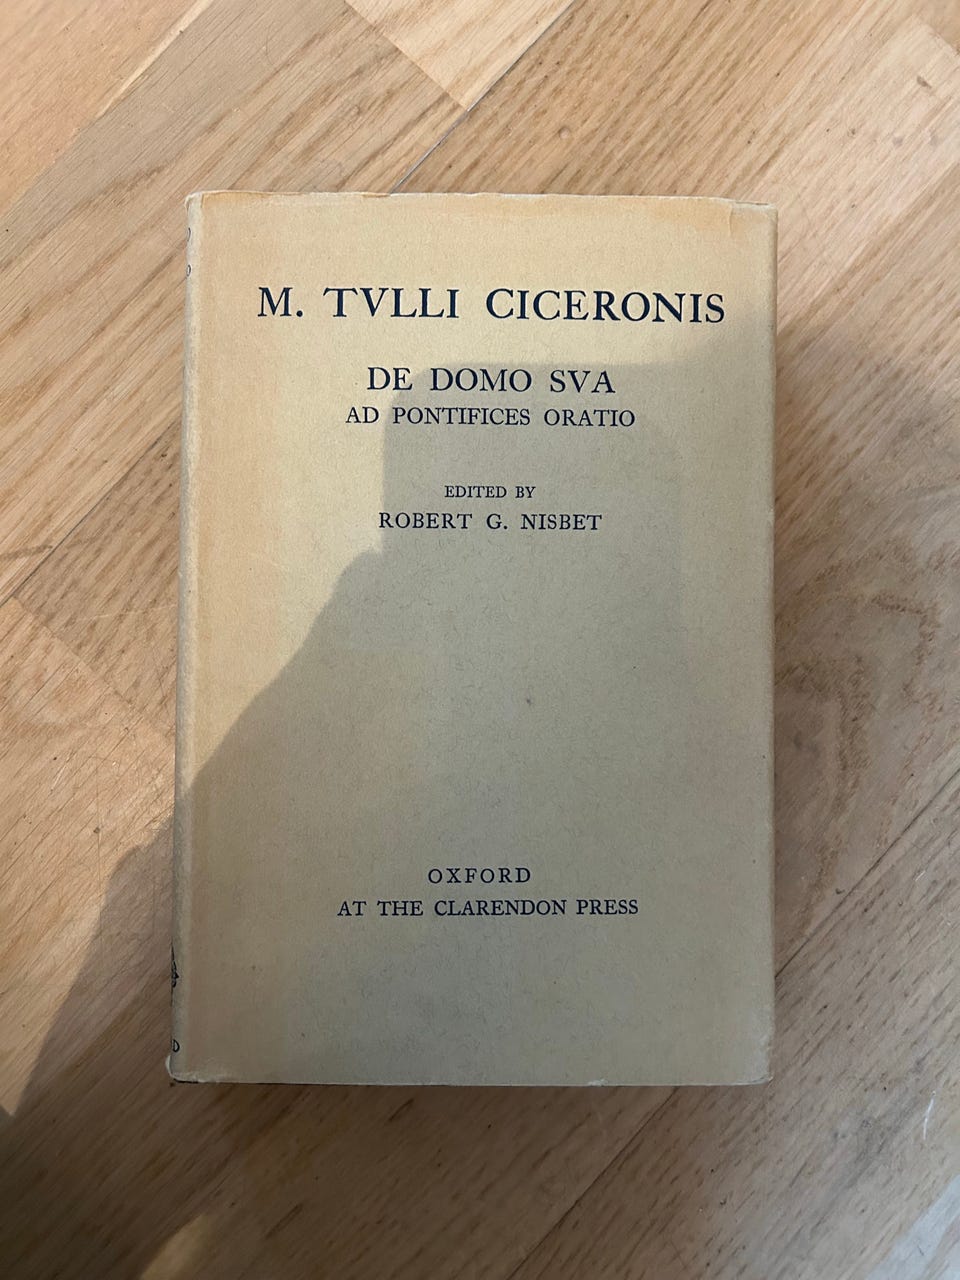 M. TVLLI CICERONIS
DE DOMO SVA
AD PONTIFICES ORATIO
EDITED BY
ROBERT G. NISBET
OXFORD
AT THE CLARENDON PRESS